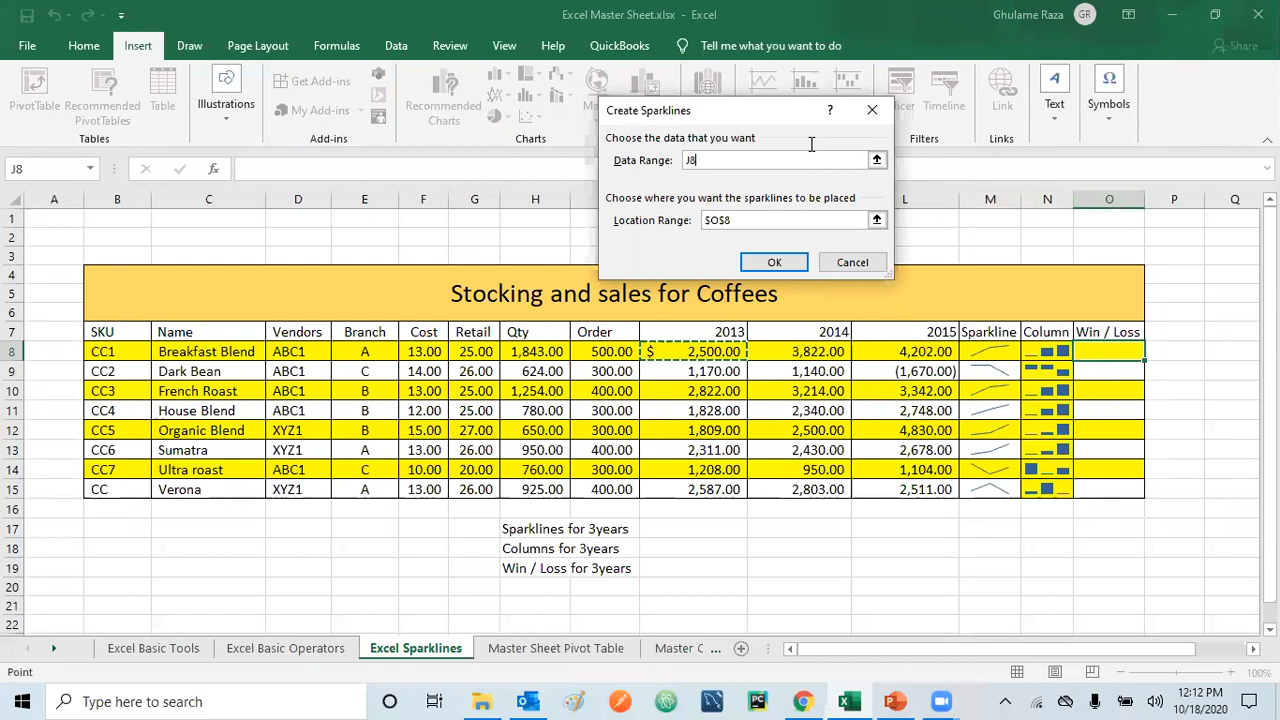 Excel Master Sheet.xlsx - Excel
Ghulame Raza GR
File Home Insert Draw Page Layout Formulas Data Review View Help QuickBooks Tell me what you want to do Share
PivotTable Recommended PivotTables Table Illustrations Get Add-ins My Add-ins Recommended Charts Timeline Link Text Symbols
Tables Add-ins Charts Filters Links
Create Sparklines ?
Choose the data that you want
Data Range: J8
Choose where you want the sparklines to be placed
Location Range: $O$8
OK Cancel
J8 fx
A B C D E F G H L M N O P Q
1
2
3
4
5 Stocking and sales for Coffees
6
7 SKU Name Vendors Branch Cost Retail Qty Order 2013 2014 2015 Sparkline Column Win / Loss
8 CC1 Breakfast Blend ABC1 A 13.00 25.00 1,843.00 500.00 $ 2,500.00 3,822.00 4,202.00
9 CC2 Dark Bean ABC1 C 14.00 26.00 624.00 300.00 1,170.00 1,140.00 (1,670.00)
10 CC3 French Roast ABC1 B 13.00 25.00 1,254.00 400.00 2,822.00 3,214.00 3,342.00
11 CC4 House Blend ABC1 B 12.00 25.00 780.00 300.00 1,828.00 2,340.00 2,748.00
12 CC5 Organic Blend XYZ1 B 15.00 27.00 650.00 300.00 1,809.00 2,500.00 4,830.00
13 CC6 Sumatra XYZ1 A 13.00 26.00 950.00 400.00 2,311.00 2,430.00 2,678.00
14 CC7 Ultra roast ABC1 C 10.00 20.00 760.00 300.00 1,208.00 950.00 1,104.00
15 CC Verona XYZ1 A 13.00 26.00 925.00 400.00 2,587.00 2,803.00 2,511.00
16
17 Sparklines for 3years
18 Columns for 3years
19 Win / Loss for 3years
20
21
22
Excel Basic Tools Excel Basic Operators Excel Sparklines Master Sheet Pivot Table Master C ...
Point 100%
Type here to search
12:12 PM
10/18/2020